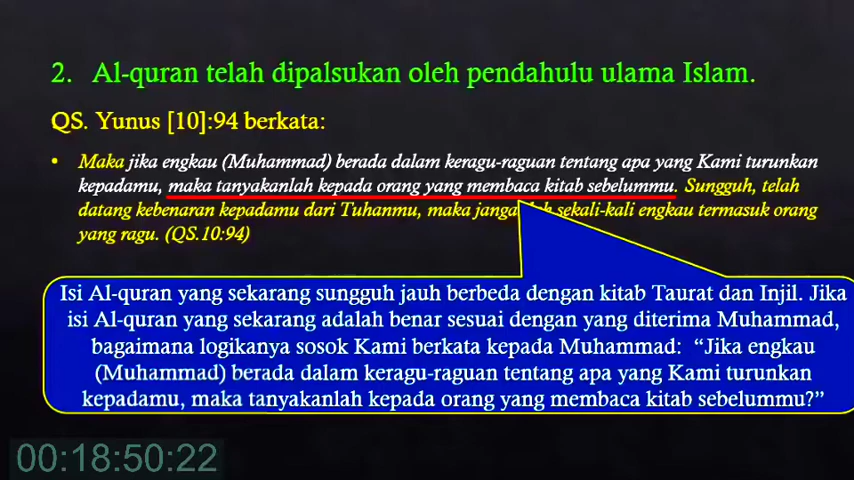 2. Al-quran telah dipalsukan oleh pendahulu ulama Islam.
QS. Yunus [10]:94 berkata:
• Maka jika engkau (Muhammad) berada dalam keragu-raguan tentang apa yang Kami turunkan
kepadamu, maka tanyakanlah kepada orang yang membaca kitab sebelummu. Sungguh, telah
datang kebenaran kepadamu dari Tuhanmu, maka sekali-kali engkau termasuk orang
yang ragu. (QS.10:94)
Isi Al-quran yang sekarang sungguh jauh berbeda dengan kitab Taurat dan Injil. Jika
isi Al-quran yang sekarang adalah benar sesuai dengan yang diterima Muhammad,
bagaimana logikanya sosok Kami berkata kepada Muhammad: “Jika engkau
(Muhammad) berada dalam keragu-raguan tentang apa yang Kami turunkan
kepadamu, maka tanyakanlah kepada orang yang membaca kitab sebelummu?”
00:18:50:22